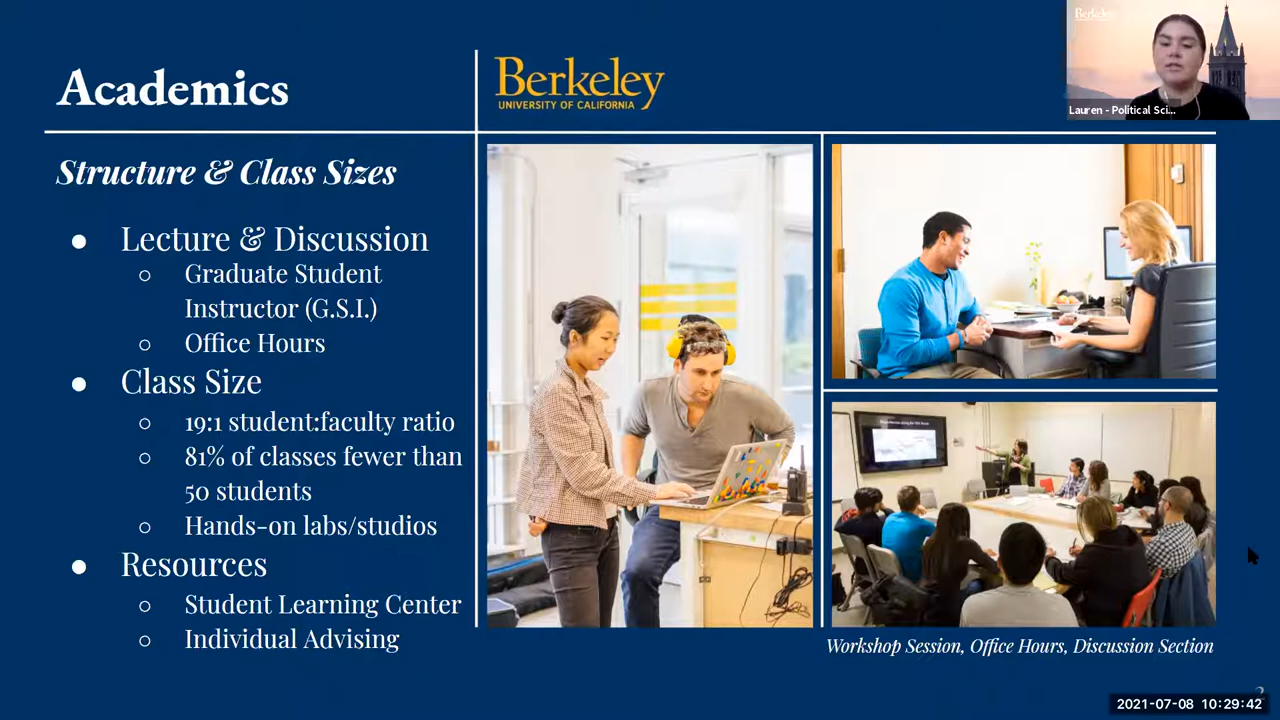 Academics
Berkeley
UNIVERSITY OF CALIFORNIA
Berkeley
Lauren - Political Sci...
Structure & Class Sizes
● Lecture & Discussion
○ Graduate Student
Instructor (G.S.I.)
○ Office Hours
● Class Size
○ 19:1 student:faculty ratio
○ 81% of classes fewer than
50 students
○ Hands-on labs/studios
● Resources
○ Student Learning Center
○ Individual Advising
Workshop Session, Office Hours, Discussion Section
2
2021-07-08 10:29:42